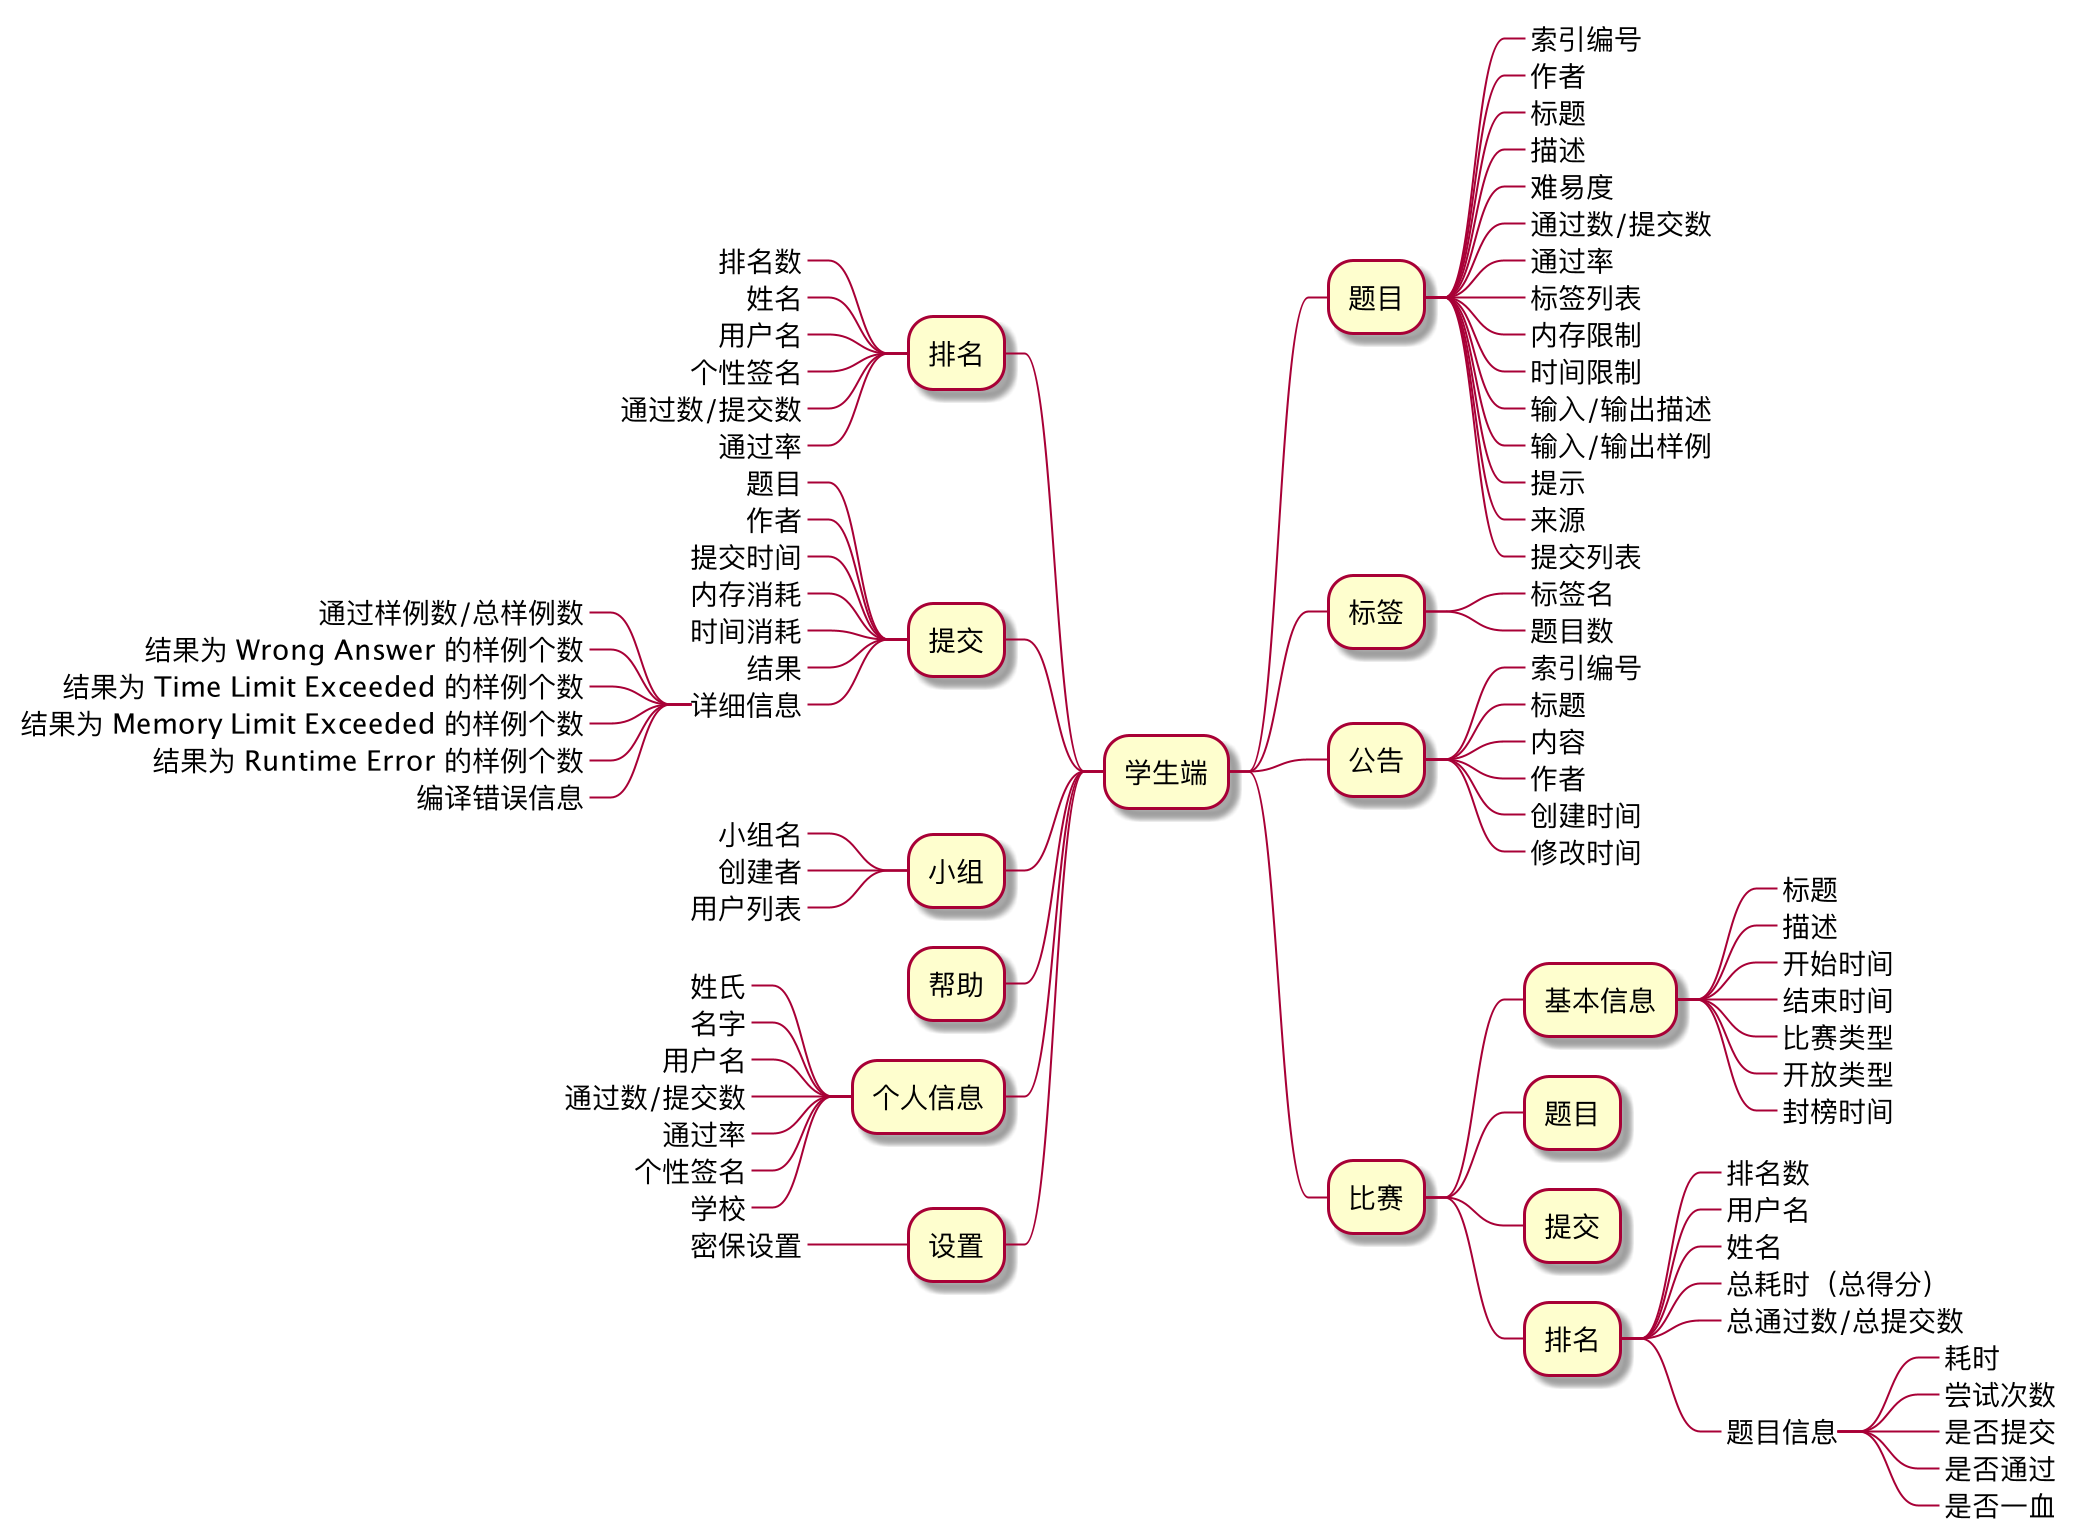 学生端
题目
索引编号
作者
标题
描述
难易度
通过数/提交数
通过率
标签列表
内存限制
时间限制
输入/输出描述
输入/输出样例
提示
来源
提交列表
标签
标签名
题目数
公告
索引编号
标题
内容
作者
创建时间
修改时间
比赛
基本信息
标题
描述
开始时间
结束时间
比赛类型
开放类型
封榜时间
题目
提交
排名
排名数
用户名
姓名
总耗时（总得分）
总通过数/总提交数
题目信息
耗时
尝试次数
是否提交
是否通过
是否一血
排名
排名数
姓名
用户名
个性签名
通过数/提交数
通过率
提交
题目
作者
提交时间
内存消耗
时间消耗
结果
详细信息
通过样例数/总样例数
结果为 Wrong Answer 的样例个数
结果为 Time Limit Exceeded 的样例个数
结果为 Memory Limit Exceeded 的样例个数
结果为 Runtime Error 的样例个数
编译错误信息
小组
小组名
创建者
用户列表
帮助
个人信息
姓氏
名字
用户名
通过数/提交数
通过率
个性签名
学校
设置
密保设置